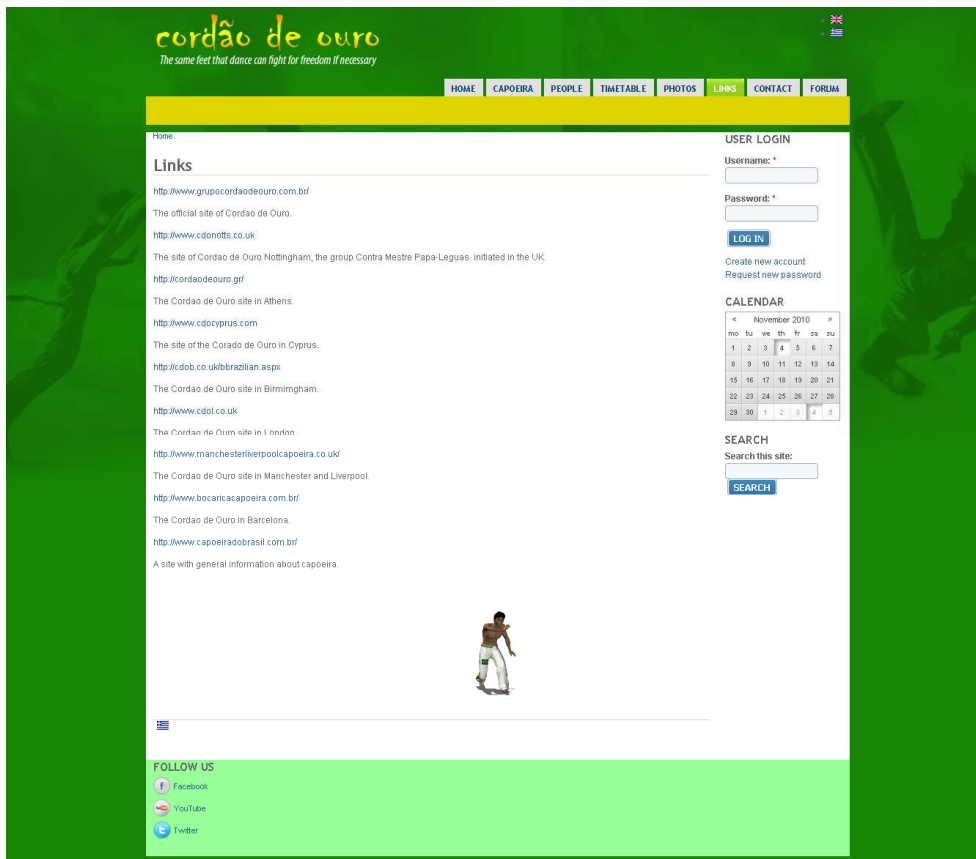 cordão de ouro
The same feet that dance can fight for freedom if necessary
HOME CAPOEIRA PEOPLE TIMETABLE PHOTOS LINKS CONTACT FORUM
Home
Links
http://www.grupocordaodeouro.com.br/
The official site of Cordao de Ouro.
http://www.cdonotts.co.uk
The site of Cordao de Ouro Nottingham, the group Contra Mestre Papa-Leguas. initiated in the UK.
http://cordaodeouro.gr/
The Cordao de Ouro site in Athens.
http://www.cdocyprus.com
The site of the Corado de Ouro in Cyprus.
http://cdob.co.uk/bbrazilian.aspx
The Cordao de Ouro site in Birmimgham.
http://www.cdol.co.uk
The Cordao de Ouro site in London
http://www.manchesterliverpoolcapoeira.co.uk/
The Cordao de Ouro site in Manchester and Liverpool.
http://www.bocaricacapoeira.com.br/
The Cordao de Ouro in Barcelona.
http://www.capoeiradobrasil.com.br/
A site with general information about capoeira.
USER LOGIN
Username: *
Password: *
LOG IN
Create new account
Request new password
CALENDAR
< November 2010 >
mo tu we th fr sa su
1 2 3 4 5 6 7
8 9 10 11 12 13 14
15 16 17 18 19 20 21
22 23 24 25 26 27 28
29 30 1 2 3 4 5
SEARCH
Search this site:
SEARCH
FOLLOW US
Facebook
YouTube
Twitter